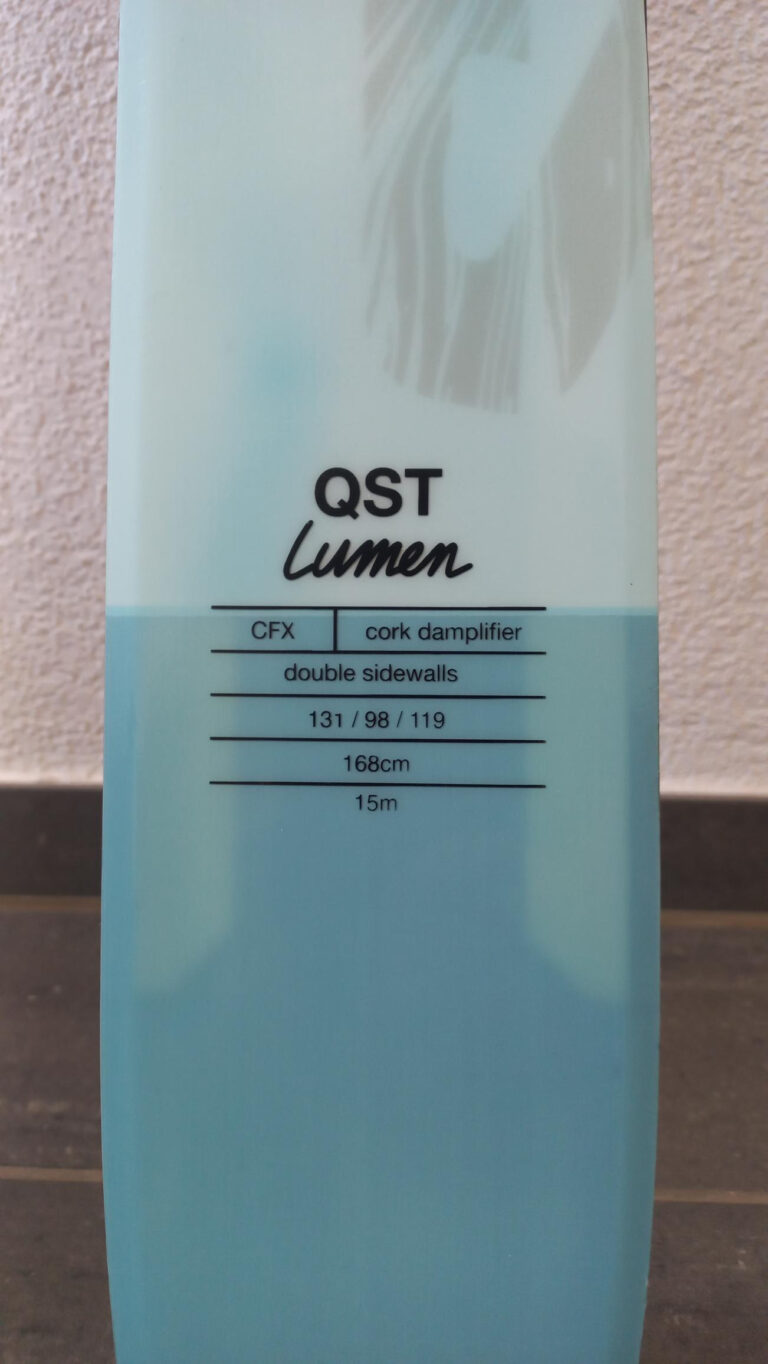 QST
Lumen
CFX cork damplifier
double sidewalls
131 / 98 / 119
168cm
15m